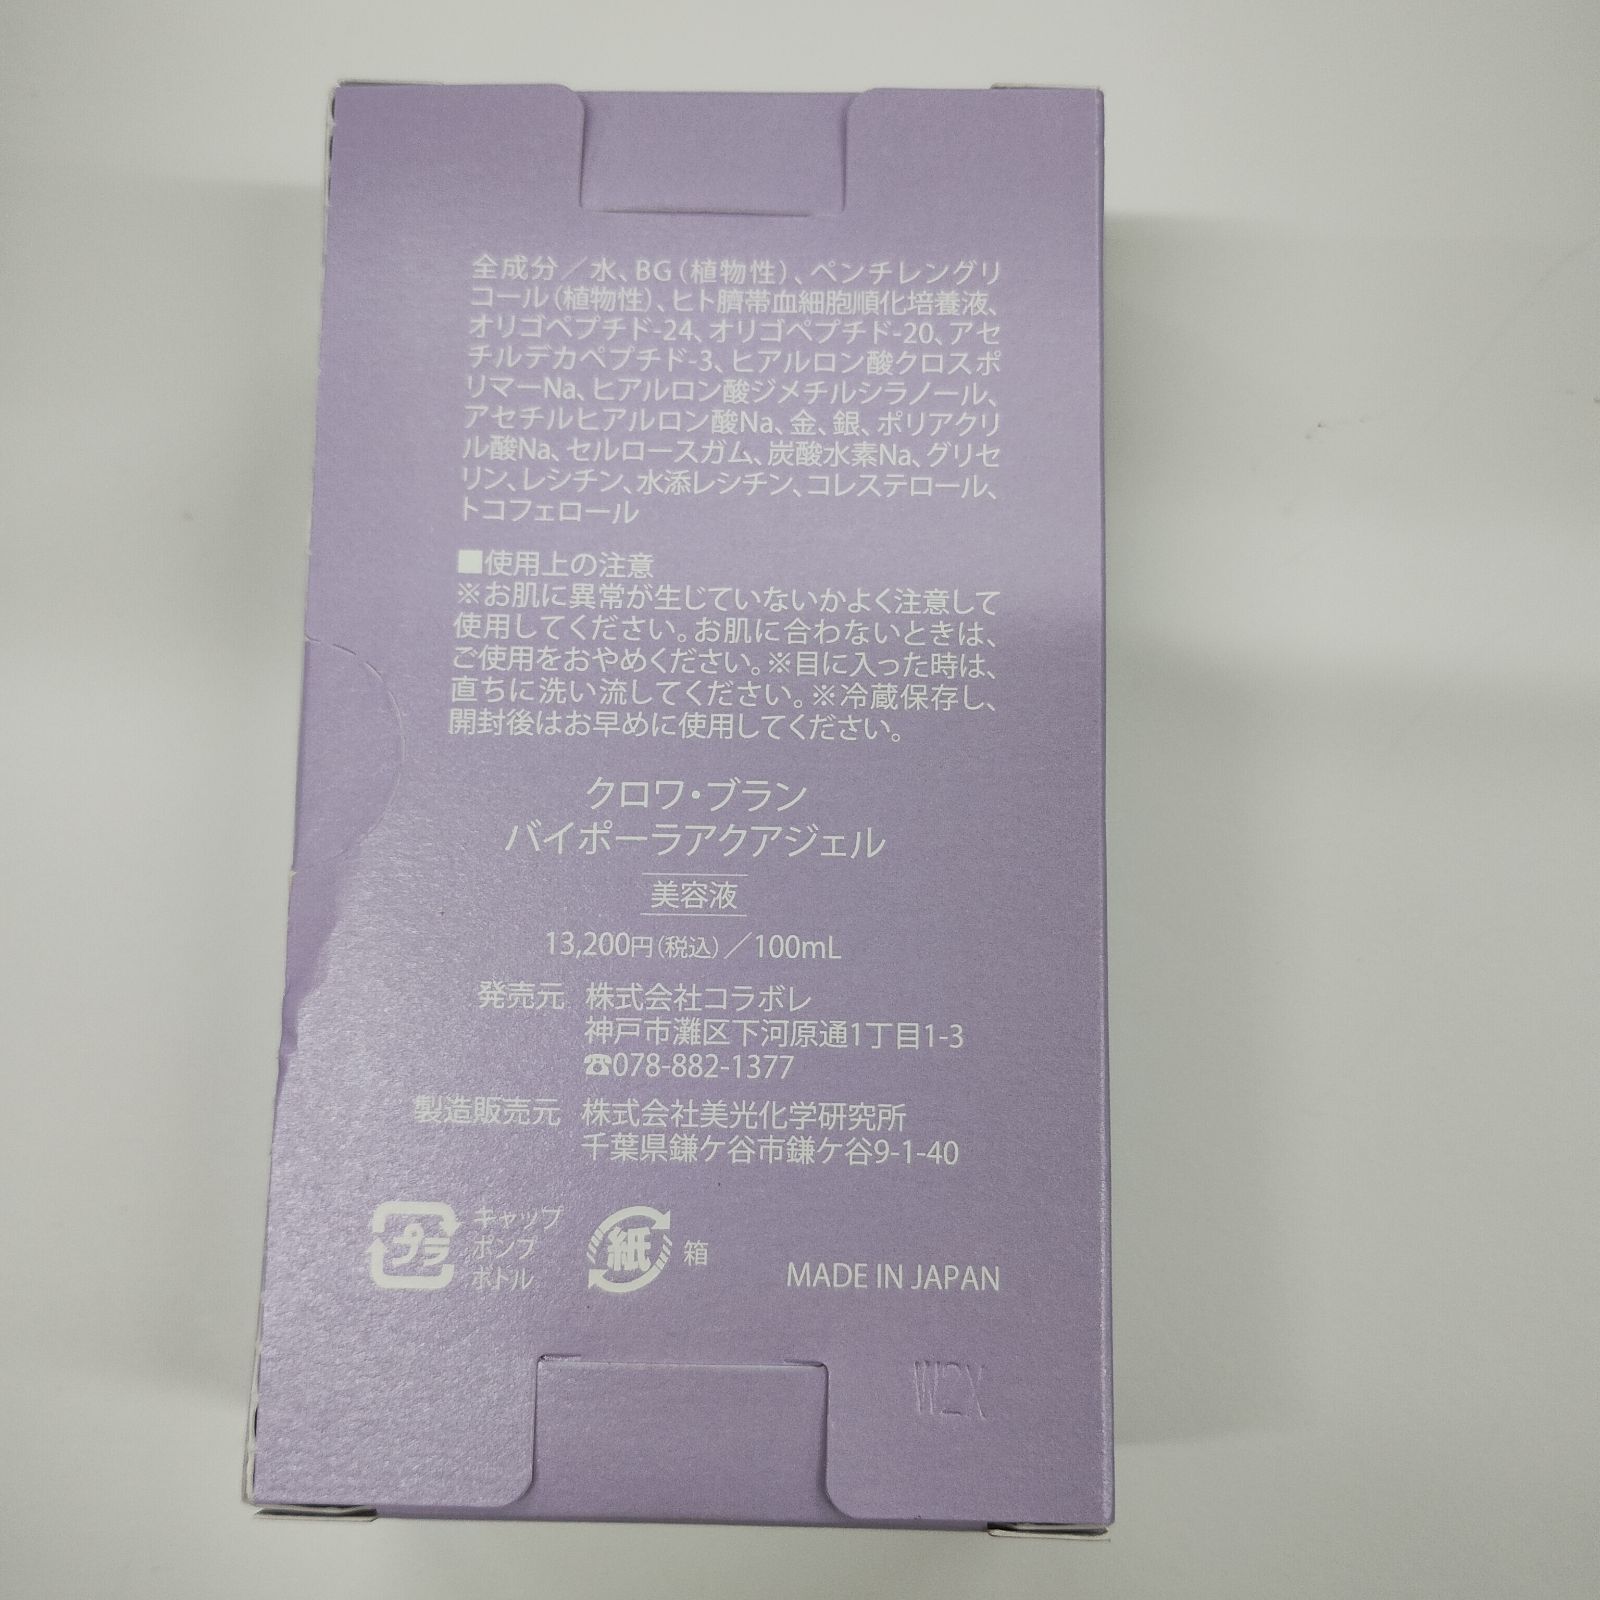 全成分／水、BG（植物性）、ペンチレングリ
コール（植物性）、ヒト臍帯血細胞順化培養液、
オリゴペプチド-24、オリゴペプチド-20、アセ
チルデカペプチド-3、ヒアルロン酸クロスポ
リマーNa、ヒアルロン酸ジメチルシラノール、
アセチルヒアルロン酸Na、金、銀、ポリアクリ
ル酸Na、セルロースガム、炭酸水素Na、グリセ
リン、レシチン、水添レシチン、コレステロール、
トコフェロール
■使用上の注意
※お肌に異常が生じていないかよく注意して
使用してください。お肌に合わないときは、
ご使用をおやめください。※目に入った時は、
直ちに洗い流してください。※冷蔵保存し、
開封後はお早めに使用してください。
クロワ・ブラン
バイポーラアクアジェル
美容液
13,200円（税込）／100mL
発売元 株式会社コラボレ
神戸市灘区下河原通1丁目1-3
☎078-882-1377
製造販売元 株式会社美光化学研究所
千葉県鎌ケ谷市鎌ケ谷9-1-40
プラ キャップ
ポンプ
ボトル
紙 箱
MADE IN JAPAN
W2X